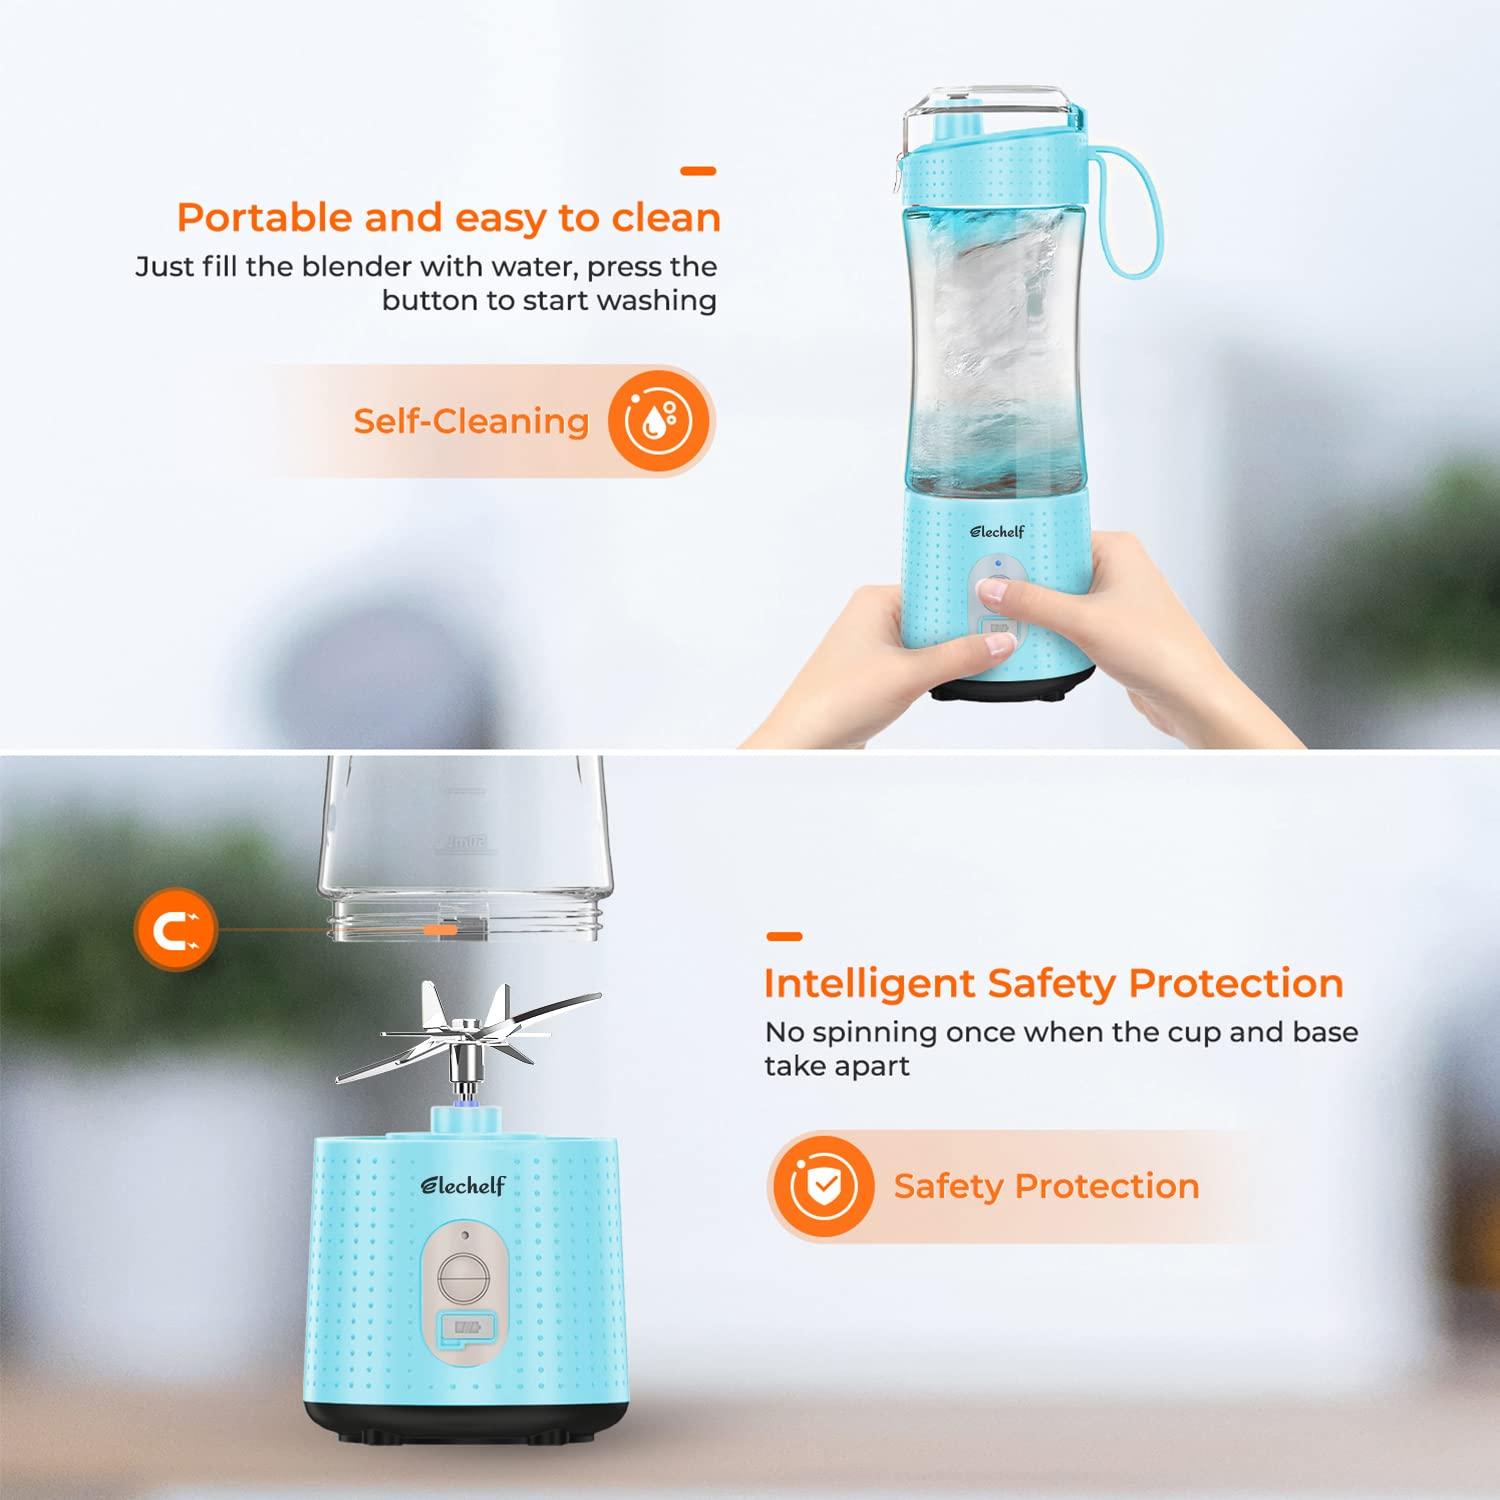 Portable and easy to clean
Just fill the blender with water, press the
button to start washing
Self-Cleaning
Elechelf
Intelligent Safety Protection
No spinning once when the cup and base
take apart
Safety Protection
Elechelf